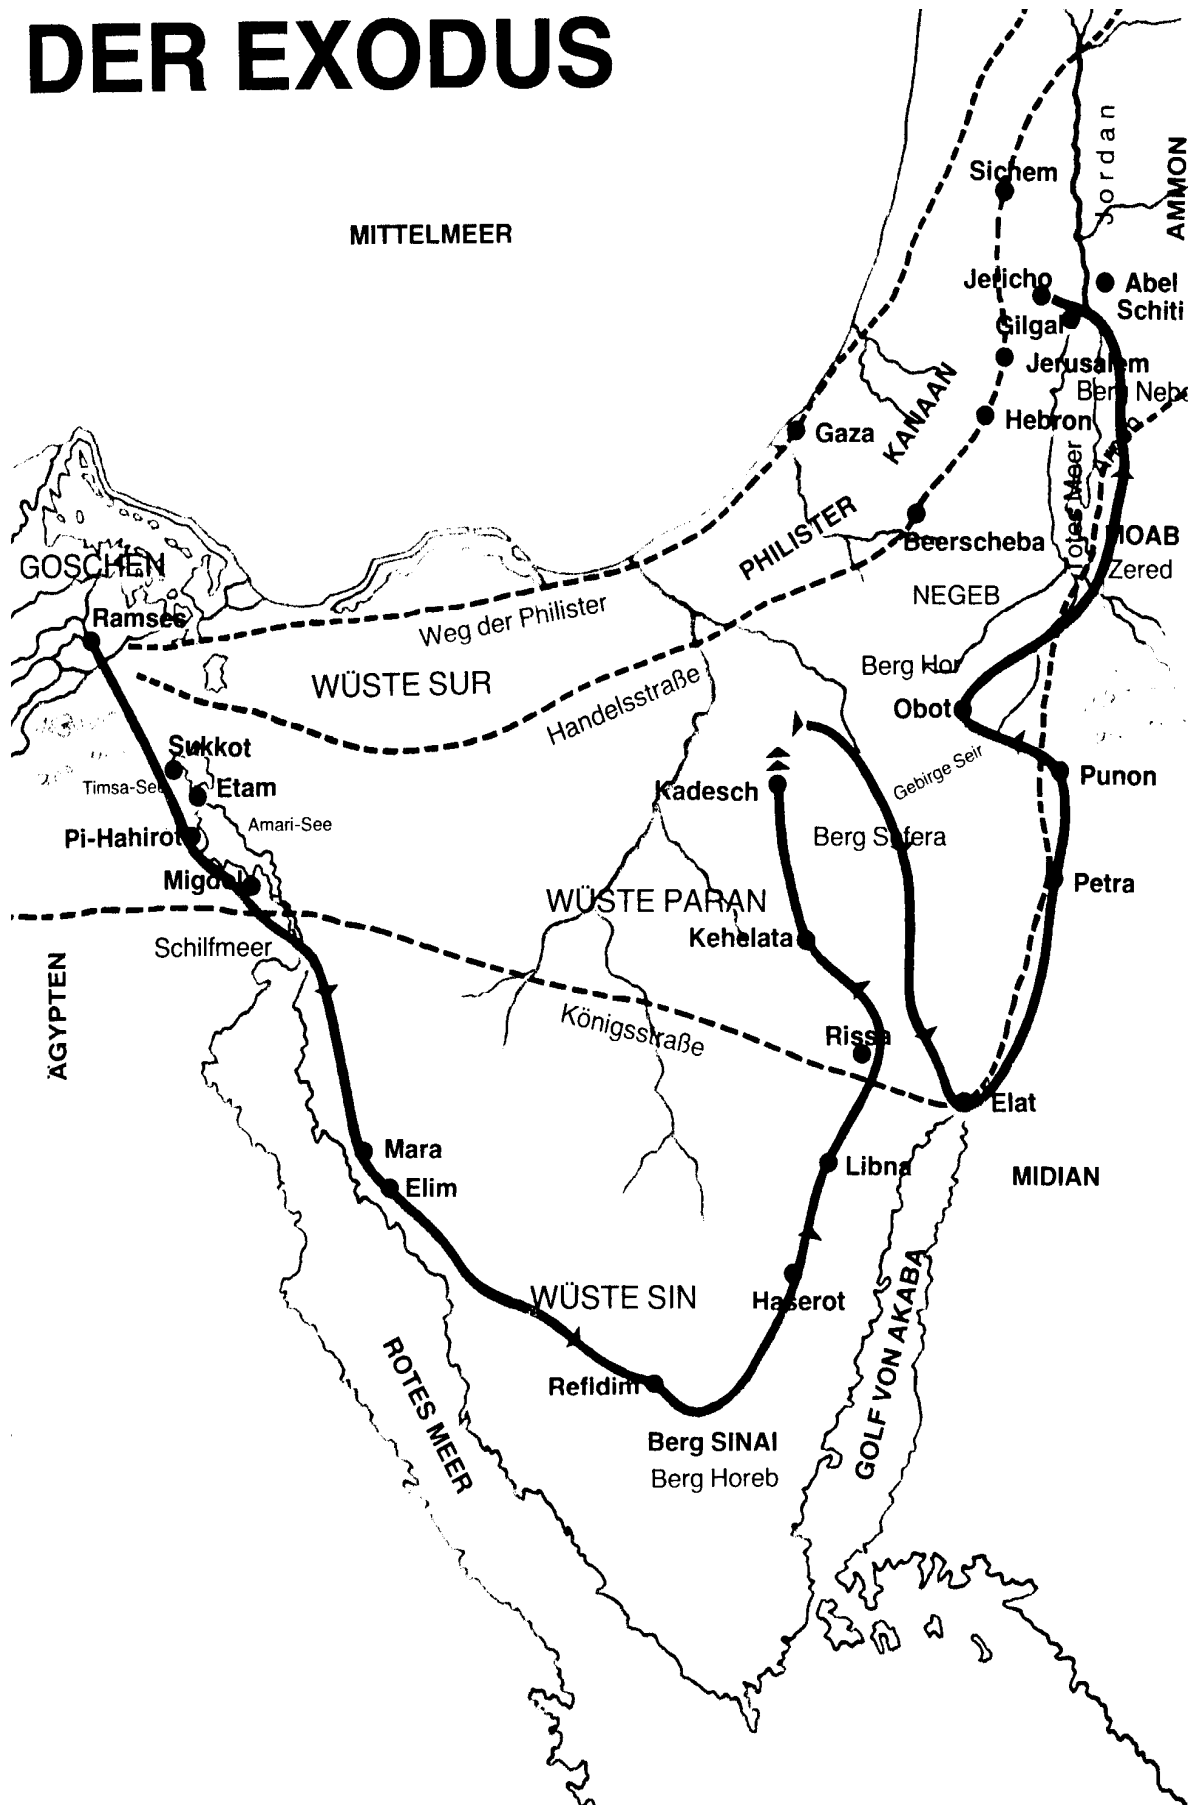 DER EXODUS
MITTELMEER
Jordan
AMMON
Sichem
Jericho
Abel
Schiti
Gilgal
Jerusalem
Berg Nebo
KANAAN
Hebron
Gaza
Arnon
Totes Meer
PHILISTER
Beerscheba
MOAB
Zered
GOSCHEN
NEGEB
Ramses
Weg der Philister
Berg Hor
WÜSTE SUR
Handelsstraße
Obot
Sukkot
Gebirge Seir
Punon
Timsa-See
Etam
Kadesch
Amari-See
Pi-Hahirot
Berg Sefera
Migdol
Petra
WÜSTE PARAN
Schilfmeer
Kehelata
ÄGYPTEN
Königsstraße
Rissa
Elat
Mara
Libna
MIDIAN
Elim
WÜSTE SIN
Haserot
GOLF VON AKABA
ROTES MEER
Refidim
Berg SINAI
Berg Horeb